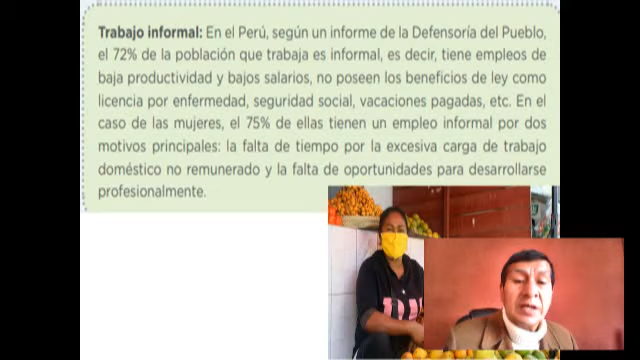 Trabajo informal: En el Perú, según un informe de la Defensoría del Pueblo,
el 72% de la población que trabaja es informal, es decir, tiene empleos de
baja productividad y bajos salarios, no poseen los beneficios de ley como
licencia por enfermedad, seguridad social, vacaciones pagadas, etc. En el
caso de las mujeres, el 75% de ellas tienen un empleo informal por dos
motivos principales: la falta de tiempo por la excesiva carga de trabajo
doméstico no remunerado y la falta de oportunidades para desarrollarse
profesionalmente.